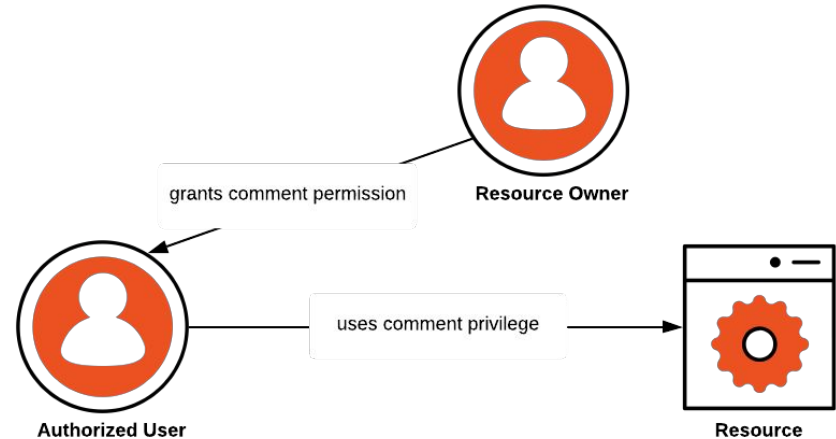 Resource Owner
grants comment permission
uses comment privilege
Authorized User
Resource